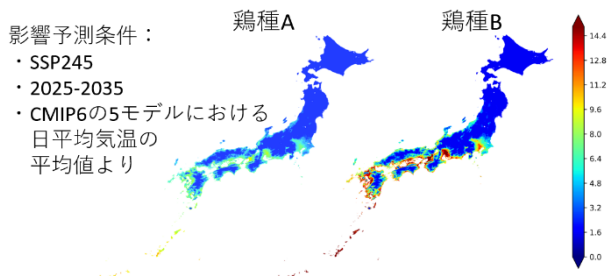 鶏種A
鶏種B
影響予測条件：
・SSP245
・2025-2035
・CMIP6の5モデルにおける
日平均気温の
平均値より
14.4
12.8
11.2
9.6
8.0
6.4
4.8
3.2
1.6
0.0